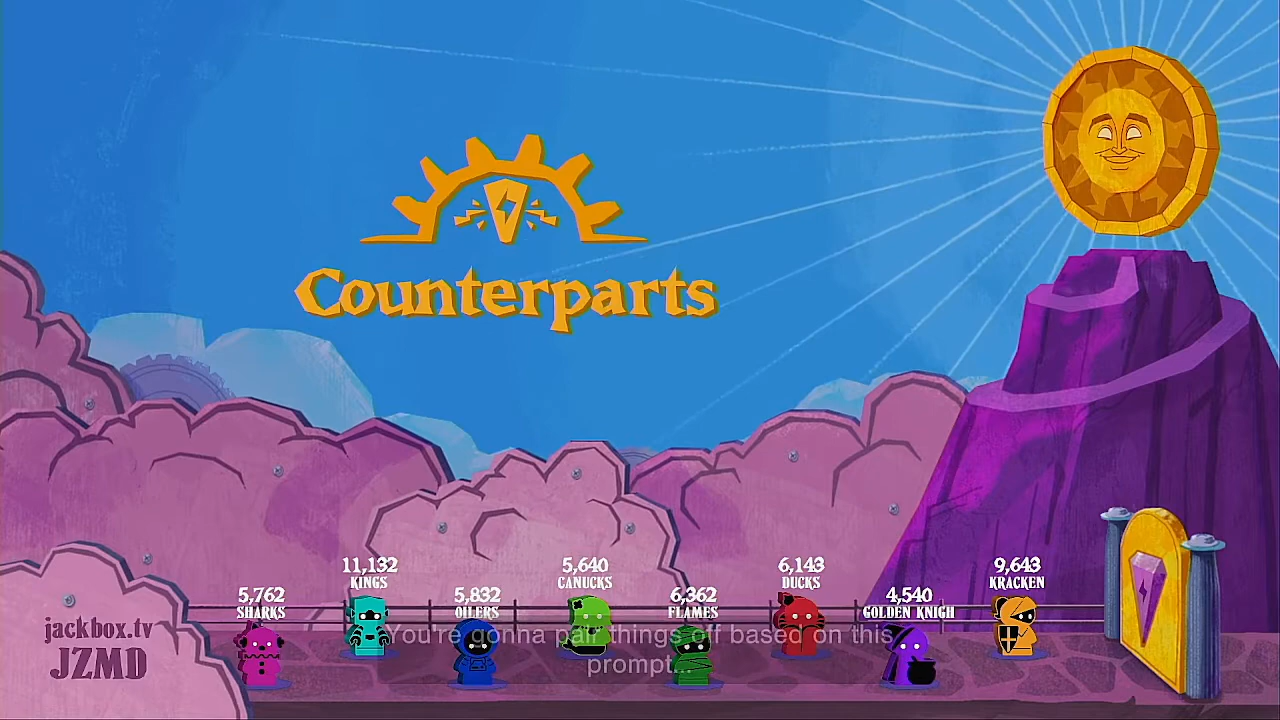 Counterparts
5,762
SHARKS
11,132
KINGS
5,832
OILERS
5,640
CANUCKS
6,362
FLAMES
6,143
DUCKS
4,540
GOLDEN KNIGH
9,643
KRACKEN
You're gonna pair things off based on this
prompt...
jackbox.tv
JZMD